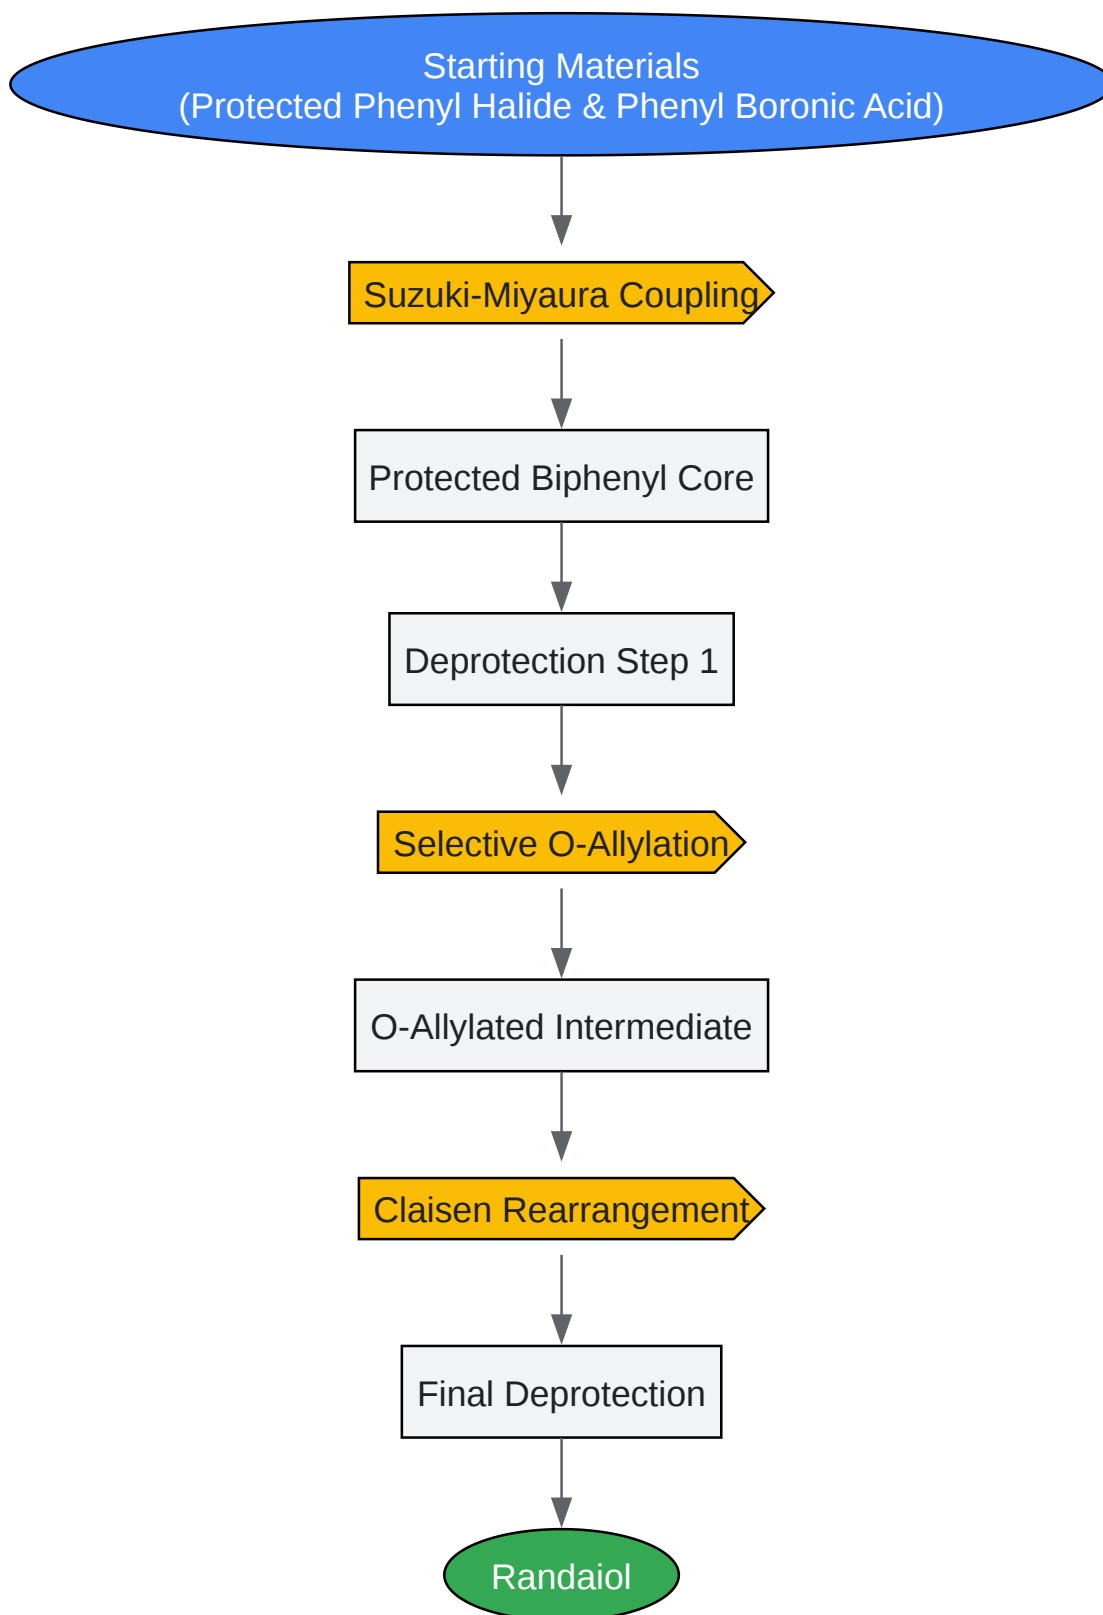 Starting Materials
(Protected Phenyl Halide & Phenyl Boronic Acid)
Suzuki-Miyaura Coupling
Protected Biphenyl Core
Deprotection Step 1
Selective O-Allylation
O-Allylated Intermediate
Claisen Rearrangement
Final Deprotection
Randaiol